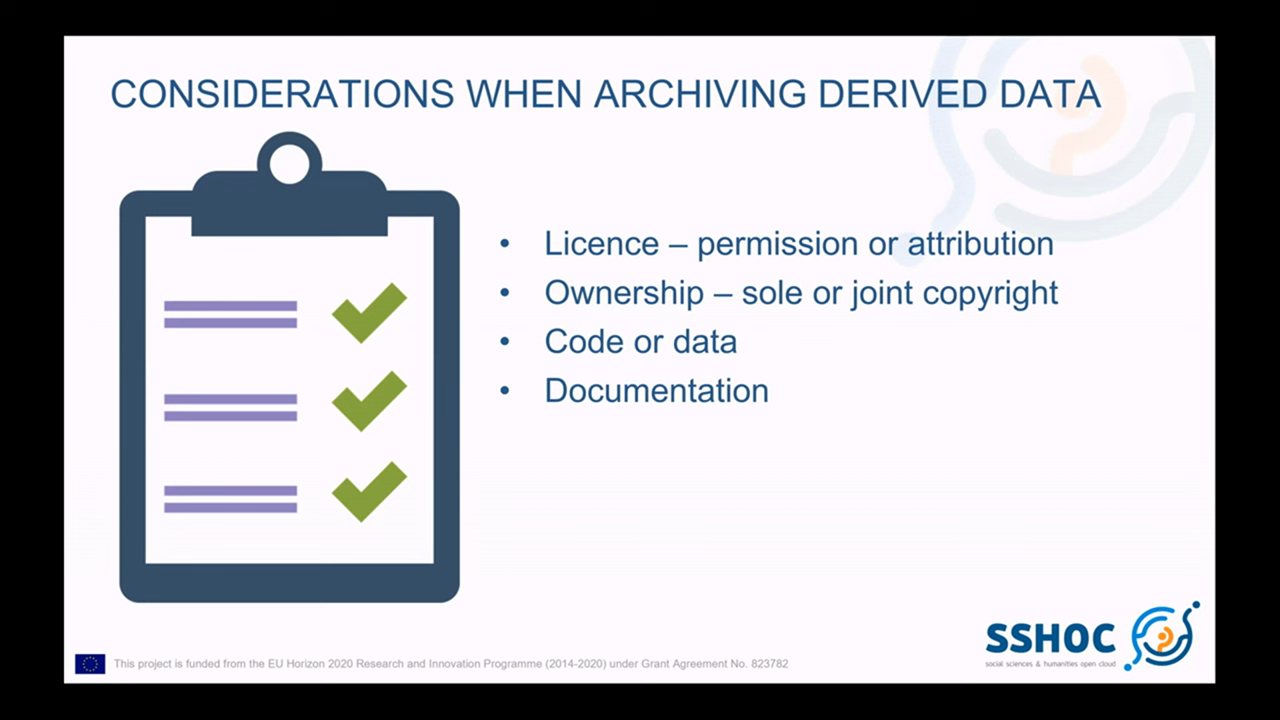 CONSIDERATIONS WHEN ARCHIVING DERIVED DATA
• Licence – permission or attribution
• Ownership – sole or joint copyright
• Code or data
• Documentation
SSHOC
social sciences & humanities open cloud
This project is funded from the EU Horizon 2020 Research and Innovation Programme (2014-2020) under Grant Agreement No. 823782